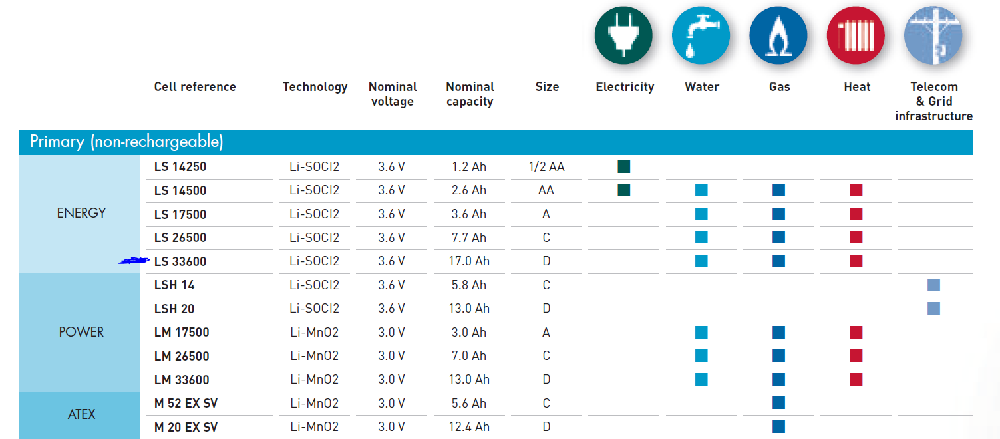 Cell reference Technology Nominal voltage Nominal capacity Size Electricity Water Gas Heat Telecom & Grid infrastructure
Primary (non-rechargeable)
ENERGY
LS 14250 Li-SOCl2 3.6 V 1.2 Ah 1/2 AA
LS 14500 Li-SOCl2 3.6 V 2.6 Ah AA
LS 17500 Li-SOCl2 3.6 V 3.6 Ah A
LS 26500 Li-SOCl2 3.6 V 7.7 Ah C
LS 33600 Li-SOCl2 3.6 V 17.0 Ah D
POWER
LSH 14 Li-SOCl2 3.6 V 5.8 Ah C
LSH 20 Li-SOCl2 3.6 V 13.0 Ah D
LM 17500 Li-MnO2 3.0 V 3.0 Ah A
LM 26500 Li-MnO2 3.0 V 7.0 Ah C
LM 33600 Li-MnO2 3.0 V 13.0 Ah D
ATEX
M 52 EX SV Li-MnO2 3.0 V 5.6 Ah C
M 20 EX SV Li-MnO2 3.0 V 12.4 Ah D